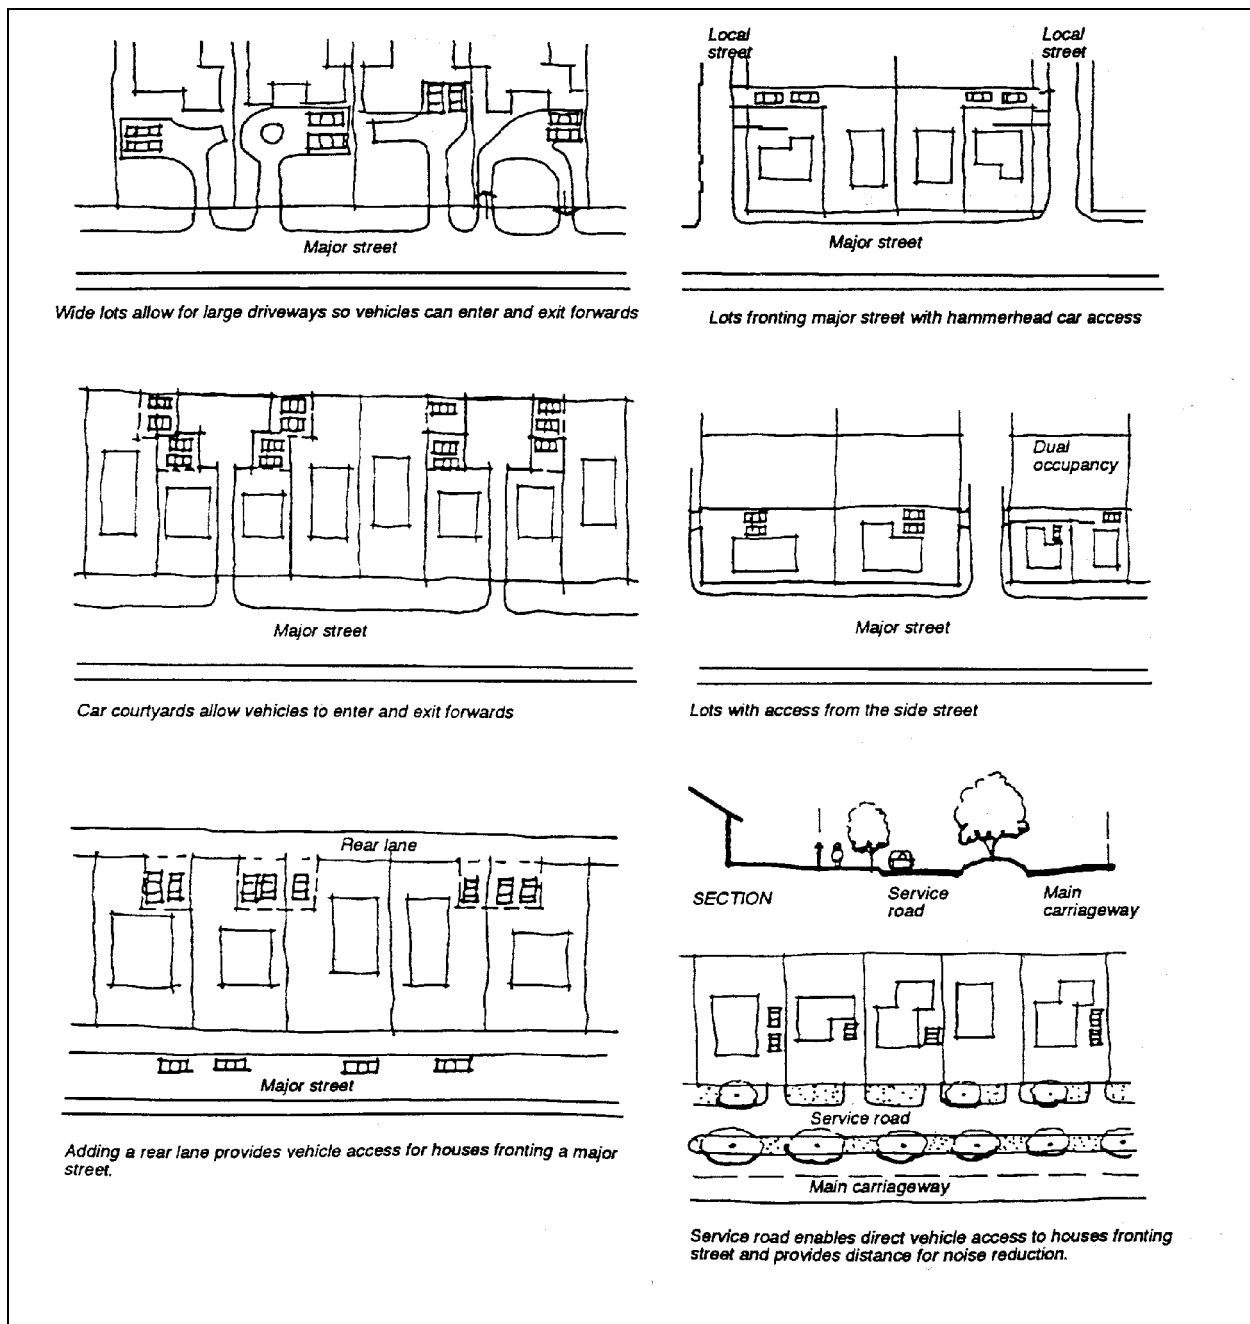 Local
street
Local
street
Major street
Major street
Wide lots allow for large driveways so vehicles can enter and exit forwards
Lots fronting major street with hammerhead car access
Dual
occupancy
Major street
Major street
Car courtyards allow vehicles to enter and exit forwards
Lots with access from the side street
Rear lane
Major street
Adding a rear lane provides vehicle access for houses fronting a major
street.
SECTION
Service
road
Main
carriageway
Service road
Main carriageway
Service road enables direct vehicle access to houses fronting
street and provides distance for noise reduction.